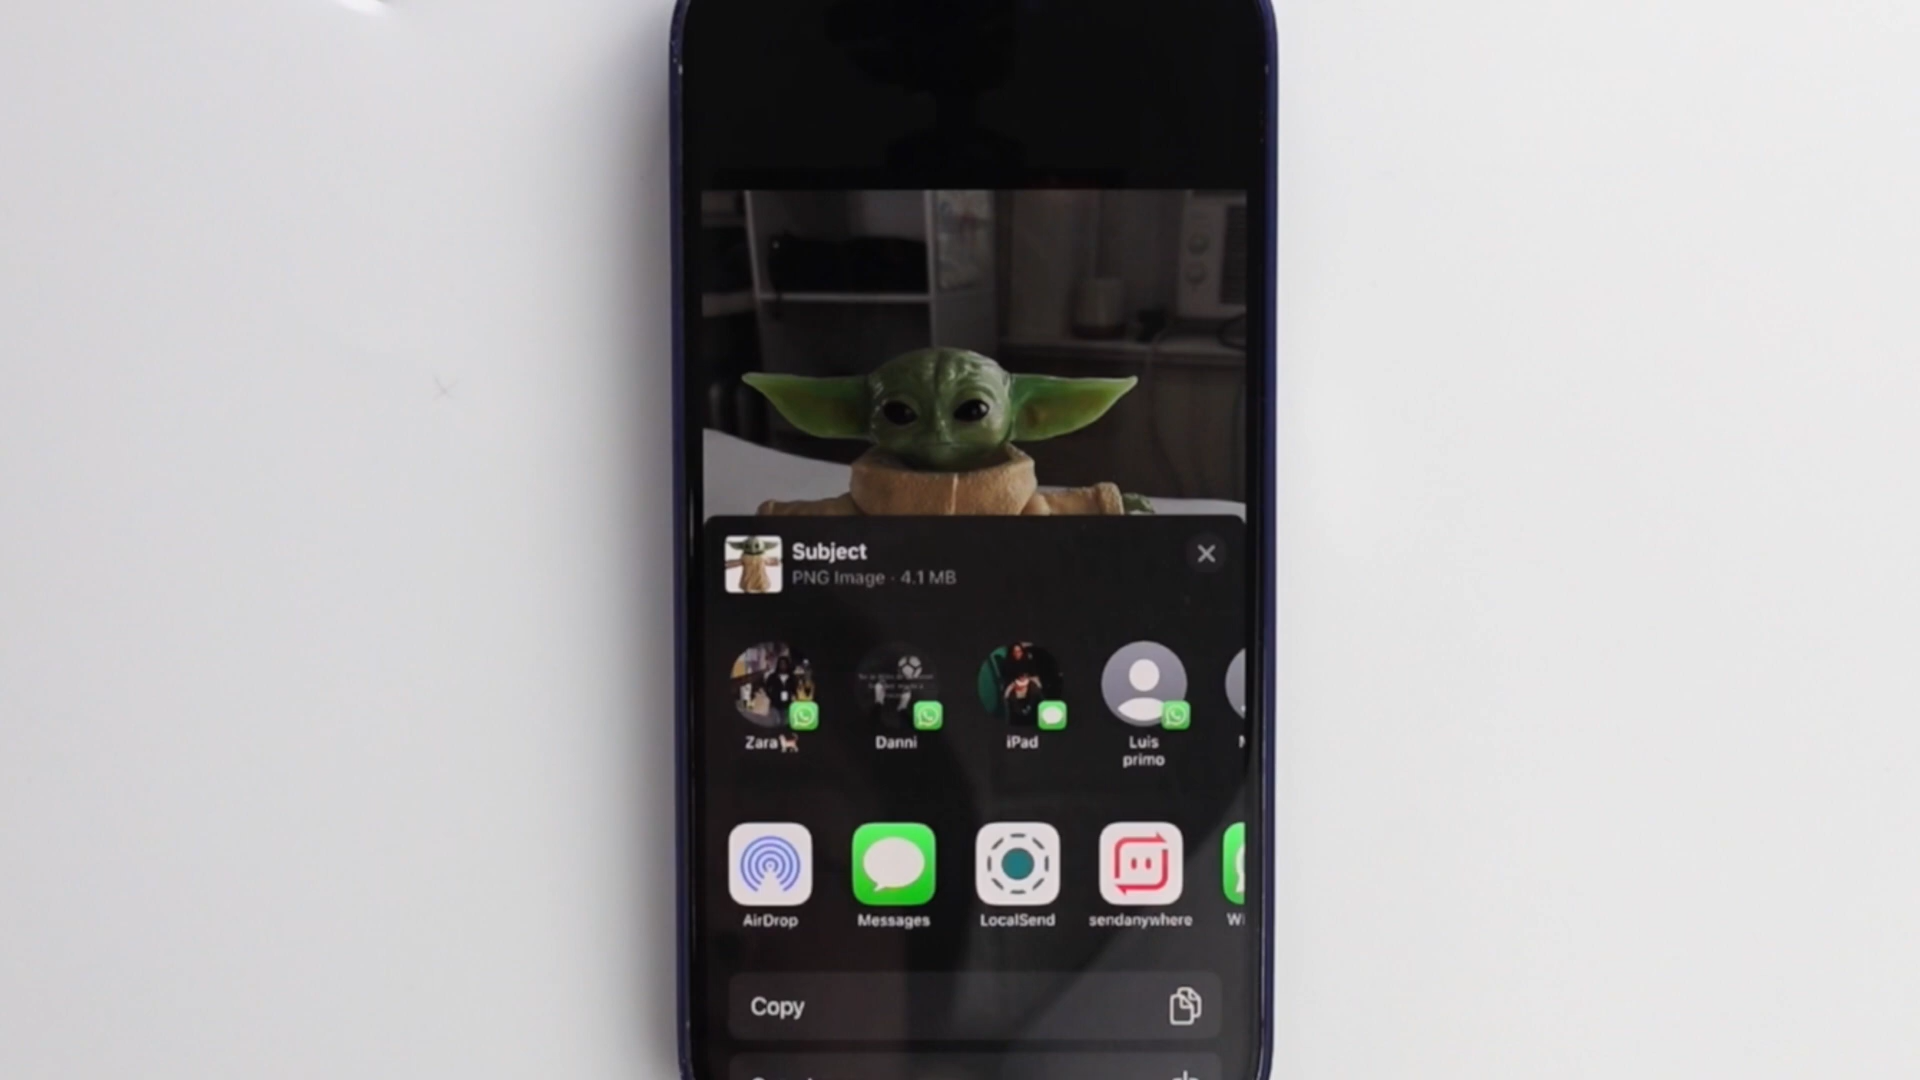 Subject
PNG Image · 4.1 MB
Zara🐈
Danni
iPad
Luis
primo
AirDrop
Messages
LocalSend
sendanywhere
Copy